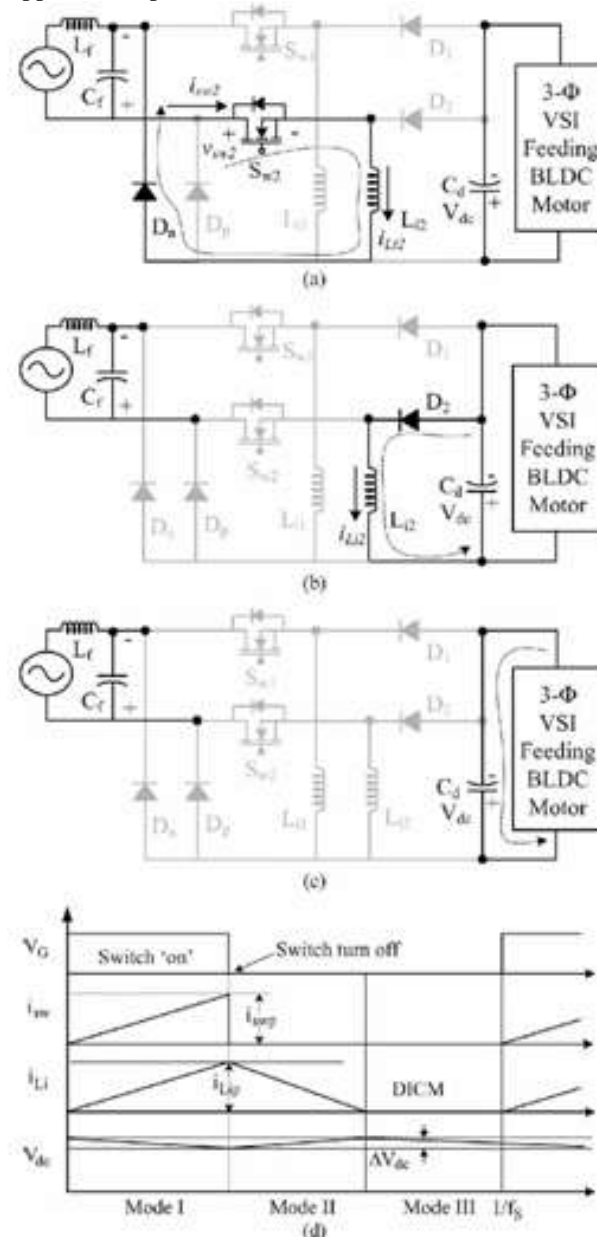 Lf
Cf
-
+
isw2
+
vsw2
-
Sw2
Dn
Dp
Sw1
Li1
Li2
iLi2
D1
D2
Cd
Vdc
-
+
3-Φ
VSI
Feeding
BLDC
Motor
(a)
Lf
Cf
-
+
Sw1
Sw2
Dn
Dp
Li1
Li2
iLi2
D1
D2
Cd
Vdc
-
+
3-Φ
VSI
Feeding
BLDC
Motor
(b)
Lf
Cf
-
+
Sw1
Sw2
Dn
Dp
Li1
Li2
D1
D2
Cd
Vdc
-
+
3-Φ
VSI
Feeding
BLDC
Motor
(c)
VG
Switch 'on'
Switch turn off
isw
iswp
iLi
iLip
DICM
Vdc
ΔVdc
Mode I
Mode II
Mode III
1/fS
(d)